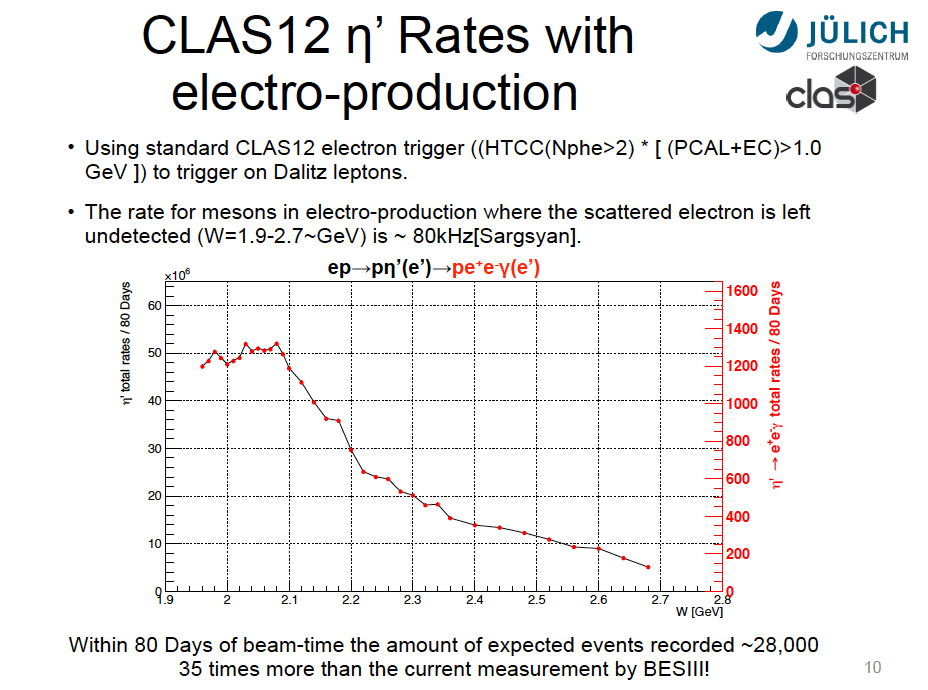 CLAS12 η’ Rates with
electro-production
JÜLICH
FORSCHUNGSZENTRUM
clas
• Using standard CLAS12 electron trigger ((HTCC(Nphe>2) * [ (PCAL+EC)>1.0
GeV ]) to trigger on Dalitz leptons.
• The rate for mesons in electro-production where the scattered electron is left
undetected (W=1.9-2.7~GeV) is ~ 80kHz[Sargsyan].
ep→pη’(e’)→pe⁺e⁻γ(e’)
×10⁶
η' total rates / 80 Days
60
50
40
30
20
10
0
1.9 2 2.1 2.2 2.3 2.4 2.5 2.6 2.7 2.8
W [GeV]
1600
1400
1200
1000
800
600
400
200
0
η' → e⁺e⁻γ total rates / 80 Days
Within 80 Days of beam-time the amount of expected events recorded ~28,000
35 times more than the current measurement by BESIII!
10